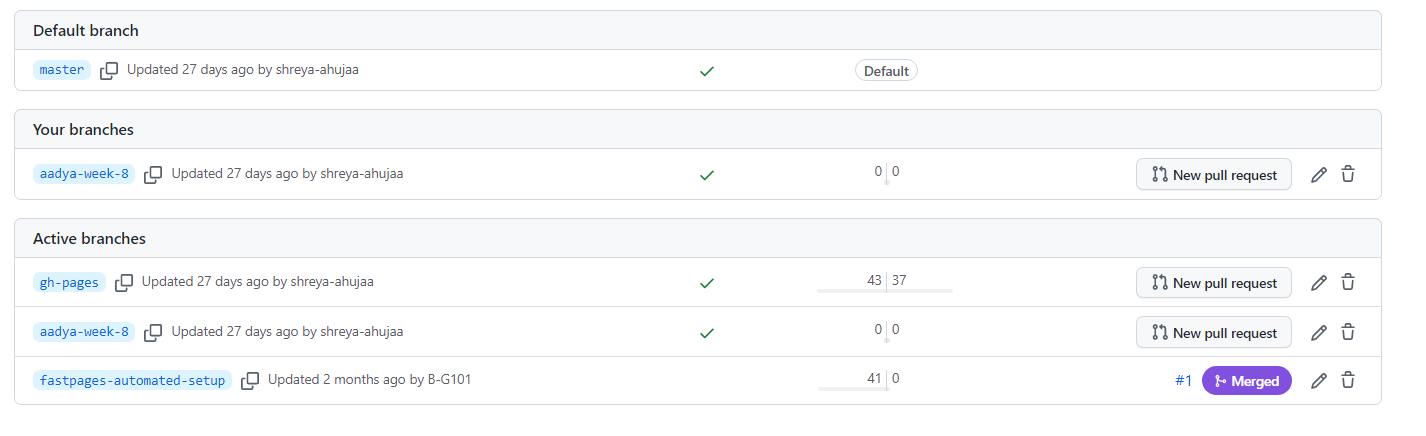 Default branch
master Updated 27 days ago by shreya-ahujaa Default
Your branches
aadya-week-8 Updated 27 days ago by shreya-ahujaa 0 0 New pull request
Active branches
gh-pages Updated 27 days ago by shreya-ahujaa 43 37 New pull request
aadya-week-8 Updated 27 days ago by shreya-ahujaa 0 0 New pull request
fastpages-automated-setup Updated 2 months ago by B-G101 41 0 #1 Merged